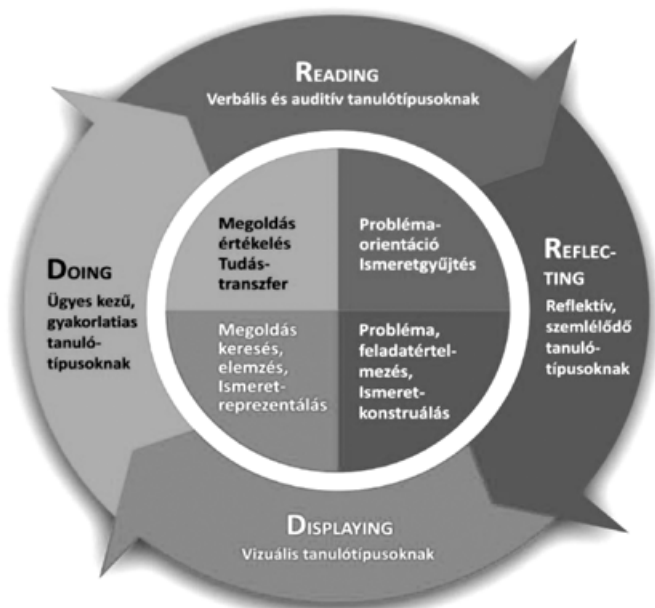 READING
Verbális és auditív tanulótípusoknak
REFLEC-
TING
Reflektív,
szemlélődő
tanuló-
típusoknak
DISPLAYING
Vizuális tanulótípusoknak
DOING
Ügyes kezű,
gyakorlatias
tanuló-
típusoknak
Megoldás
értékelés
Tudás-
transzfer
Probléma-
orientáció
Ismeretgyűjtés
Megoldás
keresés,
elemzés,
Ismeret-
reprezentálás
Probléma,
feladatértel-
mezés,
Ismeret-
konstruálás